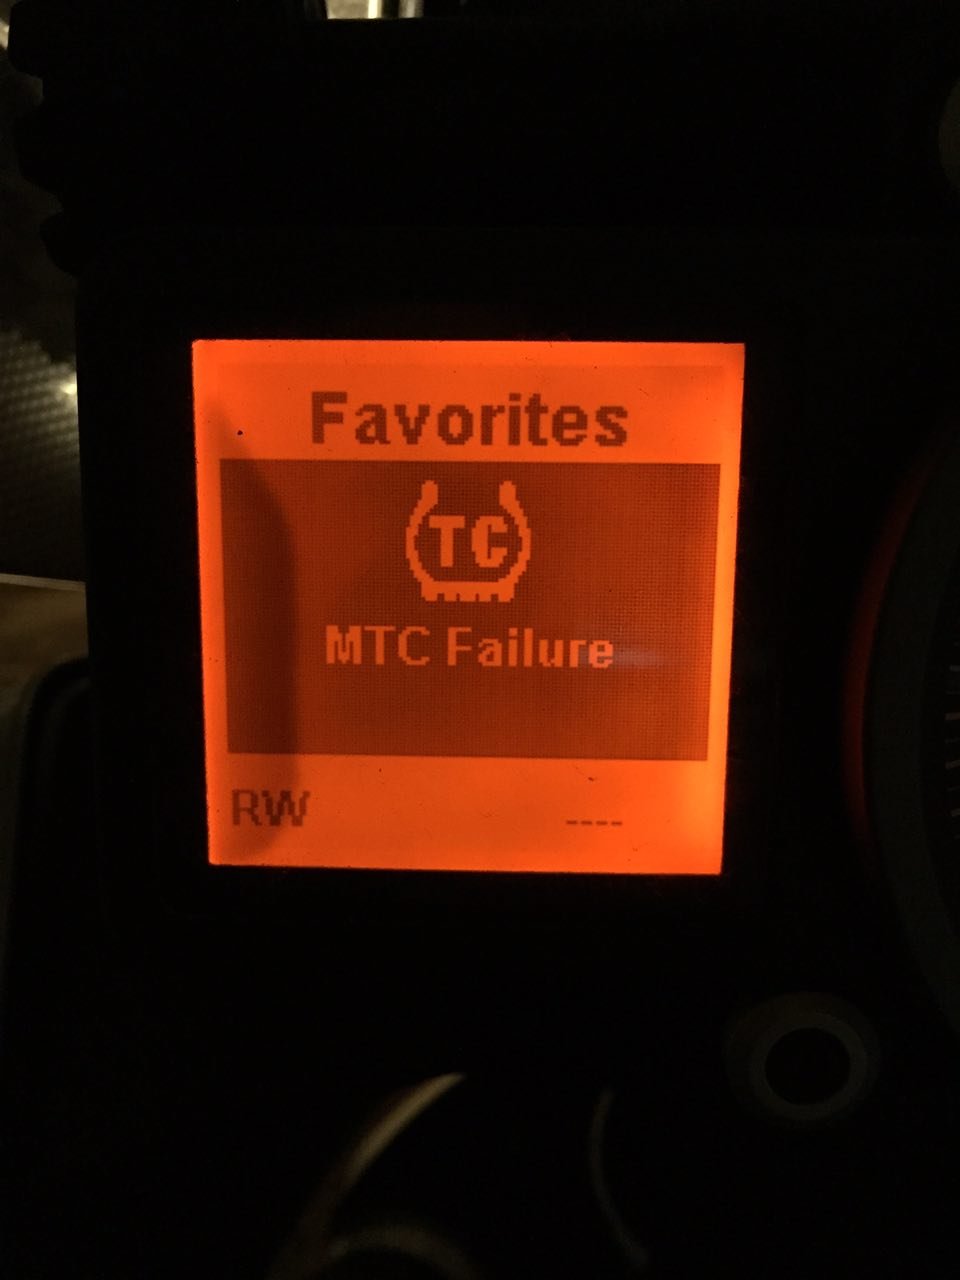 Favorites
TC
MTC Failure
RW ----